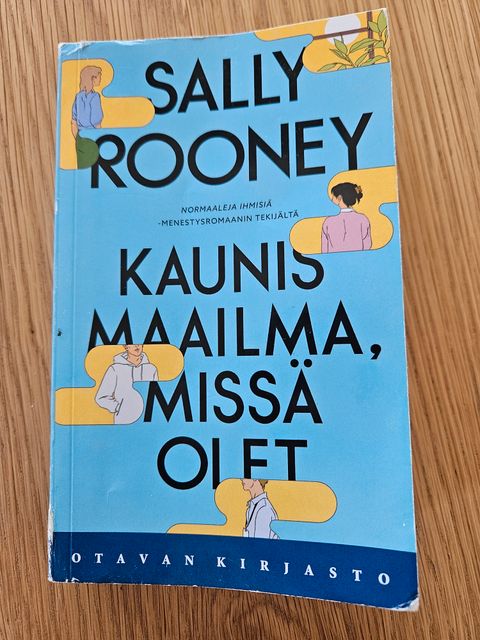 SALLY
ROONEY
NORMAALEJA IHMISIÄ
-MENESTYSROMAANIN TEKIJÄLTÄ
KAUNIS
MAAILMA,
MISSÄ
OLET
OTAVAN KIRJASTO